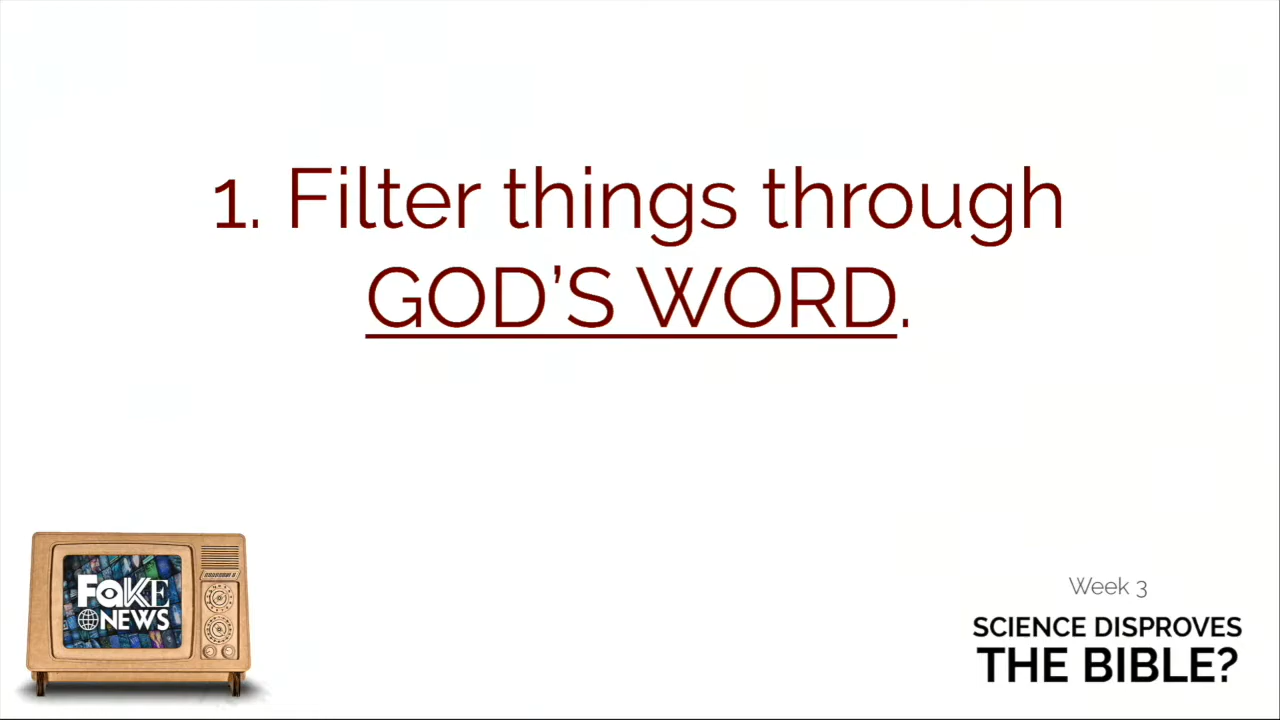 1. Filter things through
GOD'S WORD.
FaKE
NEWS
Week 3
SCIENCE DISPROVES
THE BIBLE?